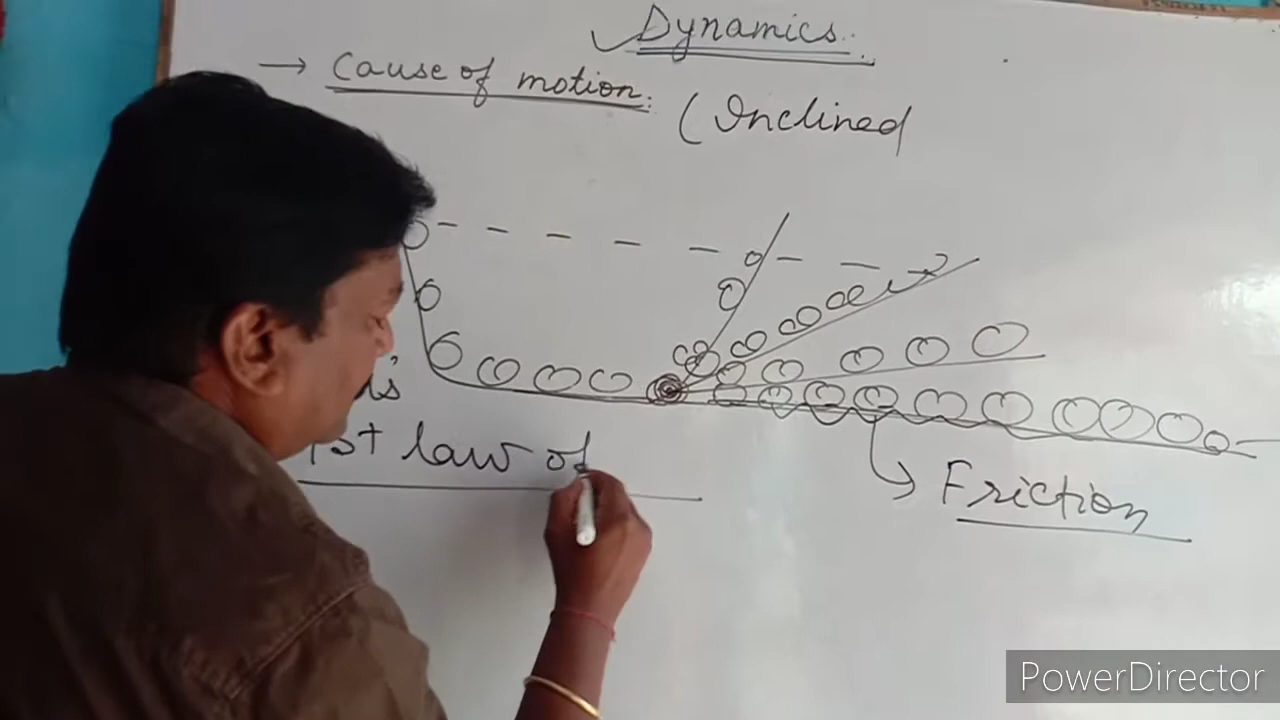 Dynamics.
→ Cause of motion:
(Inclined
1st law of
Friction
PowerDirector